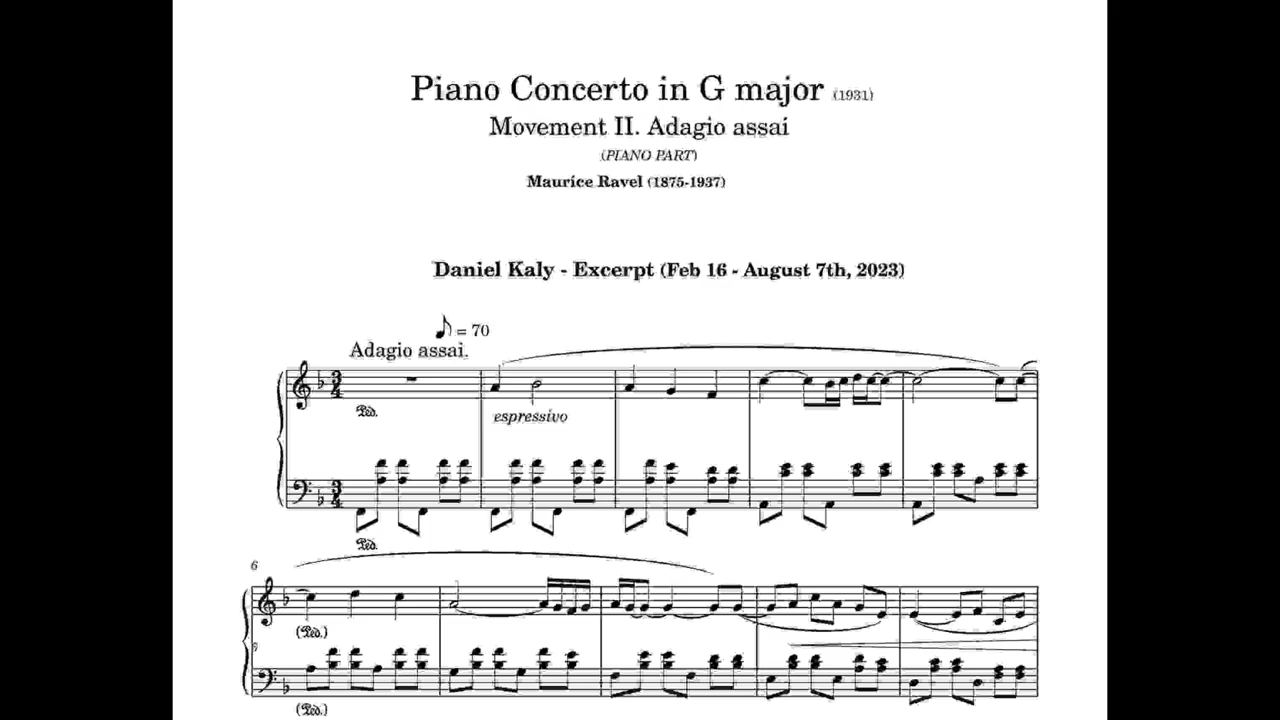 Piano Concerto in G major (1931)
Movement II. Adagio assai
(PIANO PART)
Maurice Ravel (1875-1937)
Daniel Kaly - Excerpt (Feb 16 - August 7th, 2023)
= 70
Adagio assai.
3 4
Ped.
espressivo
3 4
Ped.
6
(Ped.)
(Ped.)